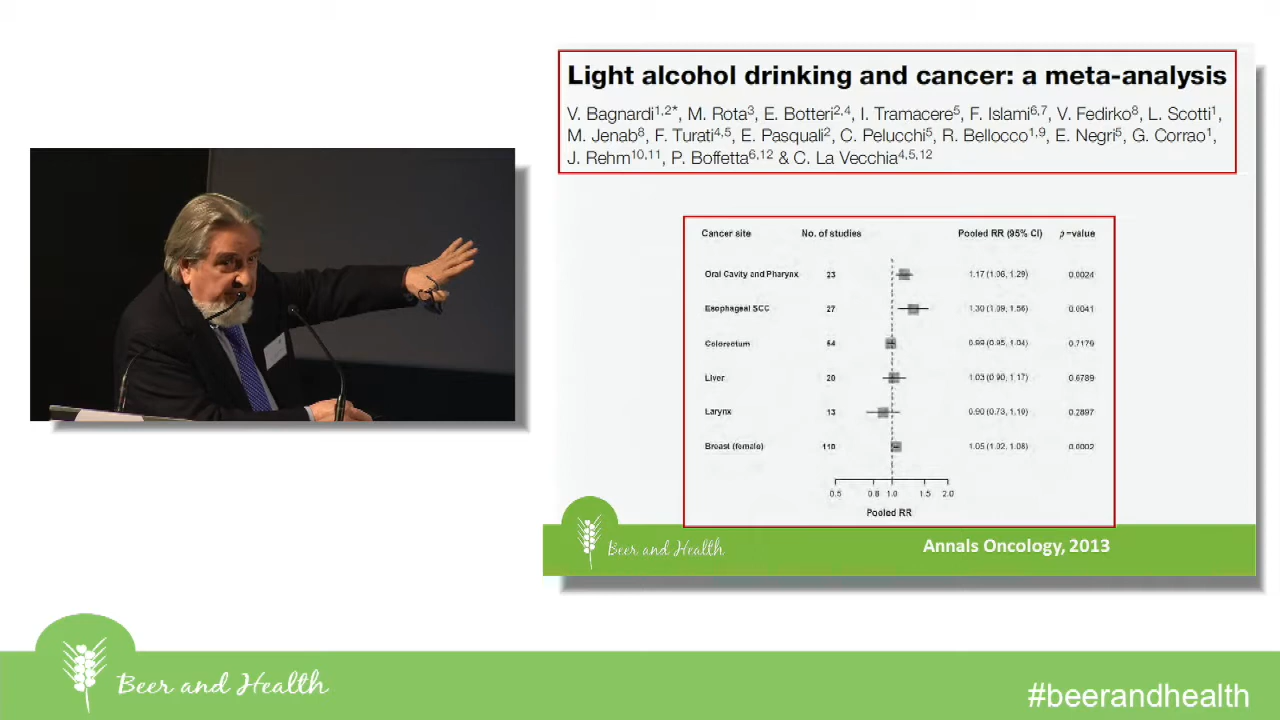 Light alcohol drinking and cancer: a meta-analysis
V. Bagnardi1,2*, M. Rota3, E. Botteri2,4, I. Tramacere5, F. Islami6,7, V. Fedirko8, L. Scotti1,
M. Jenab8, F. Turati4,5, E. Pasquali2, C. Pelucchi5, R. Bellocco1,9, E. Negri5, G. Corrao1,
J. Rehm10,11, P. Boffetta6,12 & C. La Vecchia4,5,12
Cancer site No. of studies Pooled RR (95% CI) p-value
Oral Cavity and Pharynx 23 1.17 (1.06, 1.29) 0.0024
Esophageal SCC 27 1.30 (1.09, 1.56) 0.0041
Colorectum 64 0.99 (0.95, 1.04) 0.7179
Liver 20 1.03 (0.90, 1.17) 0.6789
Larynx 13 0.90 (0.73, 1.10) 0.2897
Breast (female) 110 1.05 (1.02, 1.08) 0.0002
0.5 0.8 1.0 1.5 2.0
Pooled RR
Beer and Health
Annals Oncology, 2013
Beer and Health
#beerandhealth